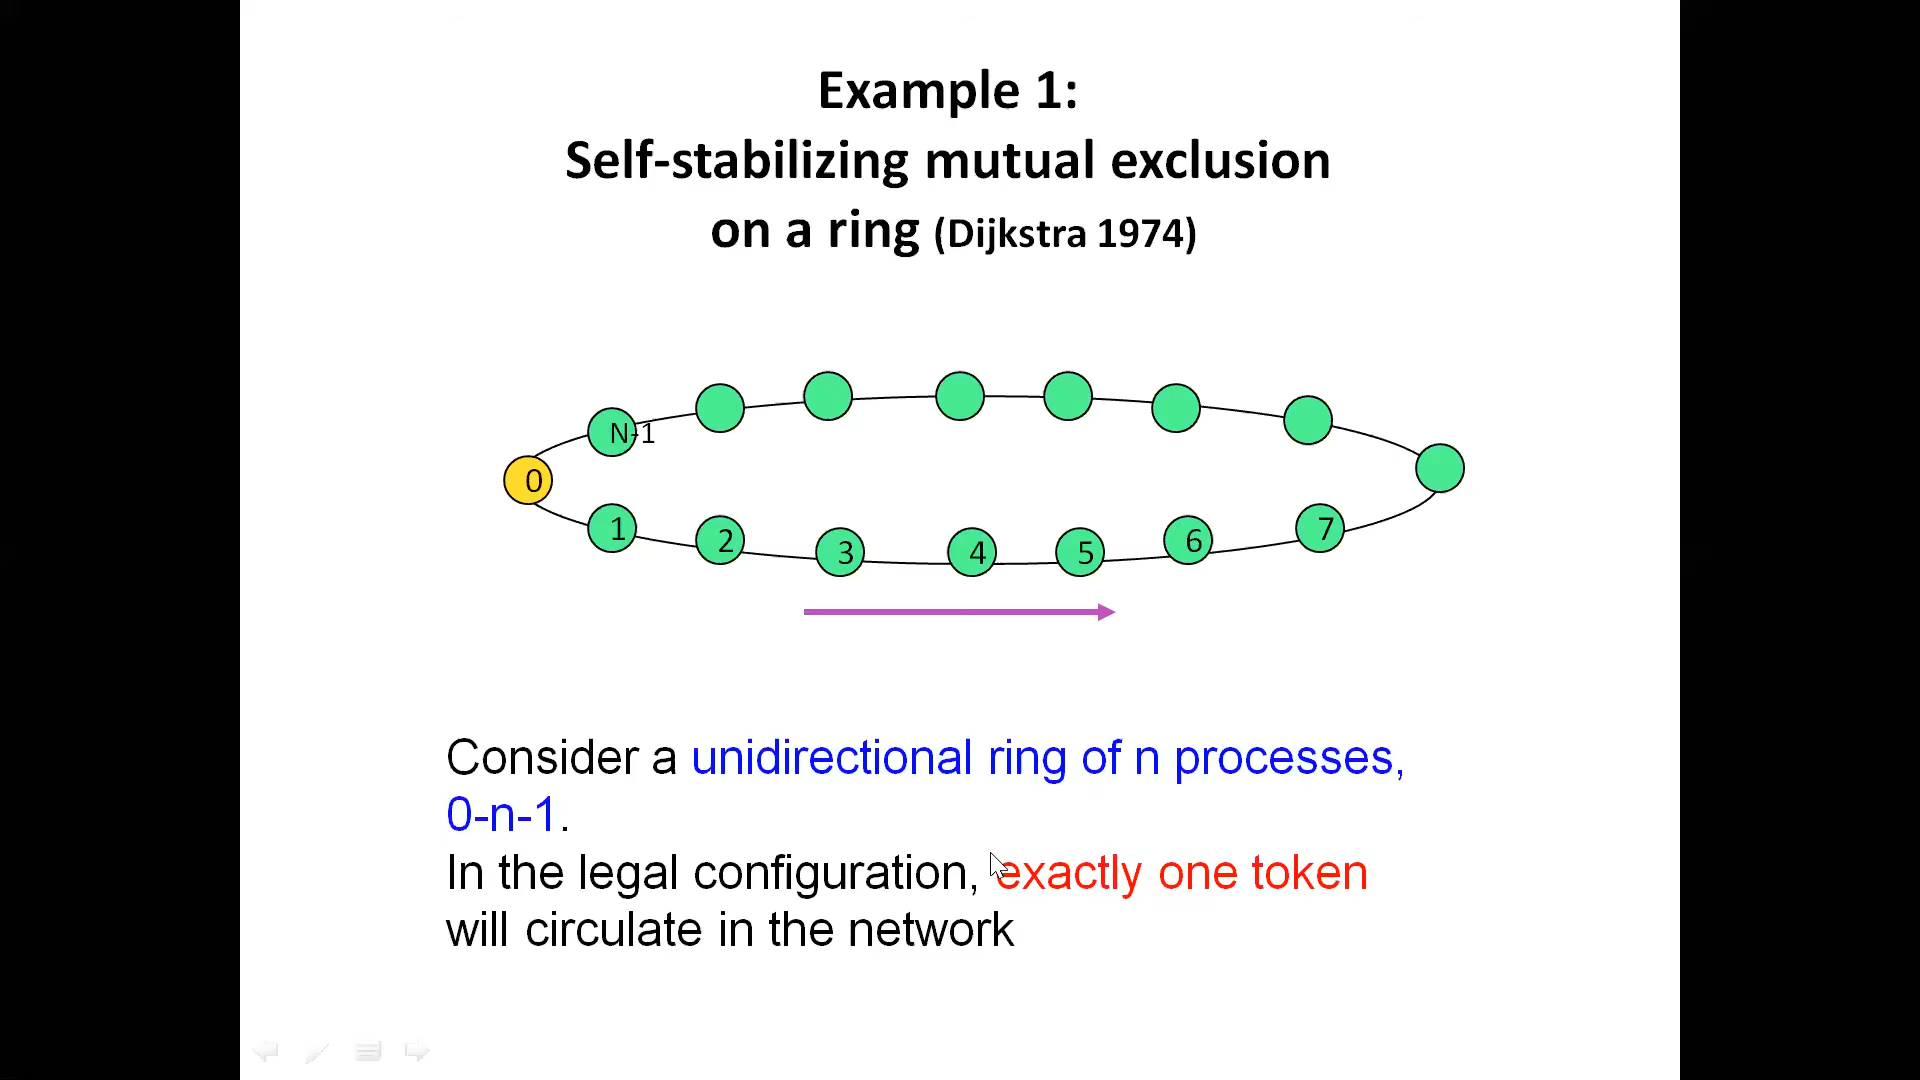 Example 1:
Self-stabilizing mutual exclusion
on a ring (Dijkstra 1974)
N-1
0
1
2
3
4
5
6
7
Consider a unidirectional ring of n processes,
0-n-1.
In the legal configuration, exactly one token
will circulate in the network